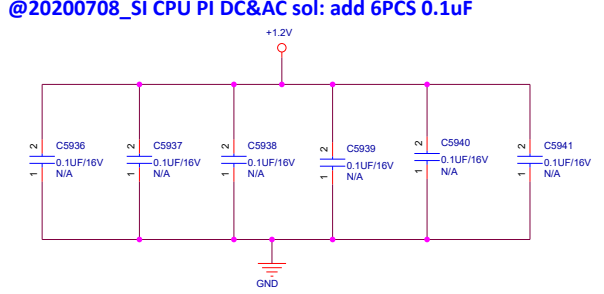 @20200708_SI CPU PI DC&AC sol: add 6PCS 0.1uF
+1.2V
2
C5936
0.1UF/16V
1
N/A
2
C5937
0.1UF/16V
1
N/A
2
C5938
0.1UF/16V
1
N/A
2
C5939
0.1UF/16V
1
N/A
2
C5940
0.1UF/16V
1
N/A
2
C5941
0.1UF/16V
1
N/A
GND